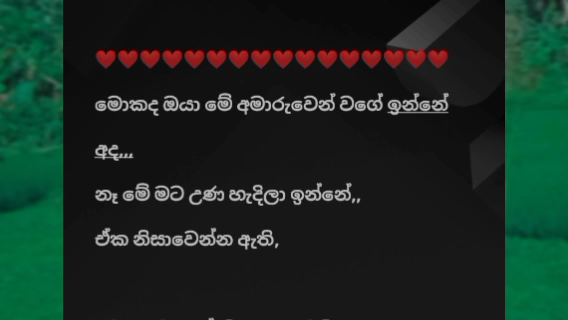 ❤️❤️❤️❤️❤️❤️❤️❤️❤️❤️❤️❤️❤️❤️❤️❤️
මොකද ඔයා මේ අමාරුවෙන් වගේ ඉන්නේ
අද,,,
නෑ මේ මට උණ හැදිලා ඉන්නේ,,
ඒක නිසාවෙන්න ඇති,